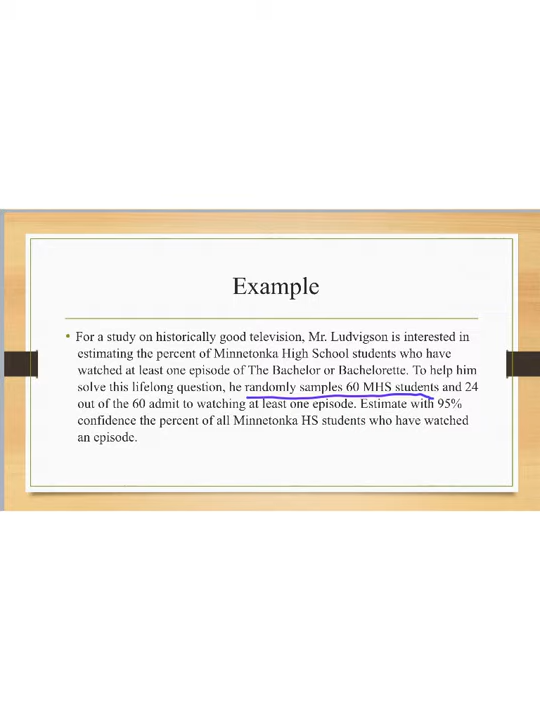 Example
• For a study on historically good television, Mr. Ludvigson is interested in
estimating the percent of Minnetonka High School students who have
watched at least one episode of The Bachelor or Bachelorette. To help him
solve this lifelong question, he randomly samples 60 MHS students and 24
out of the 60 admit to watching at least one episode. Estimate with 95%
confidence the percent of all Minnetonka HS students who have watched
an episode.